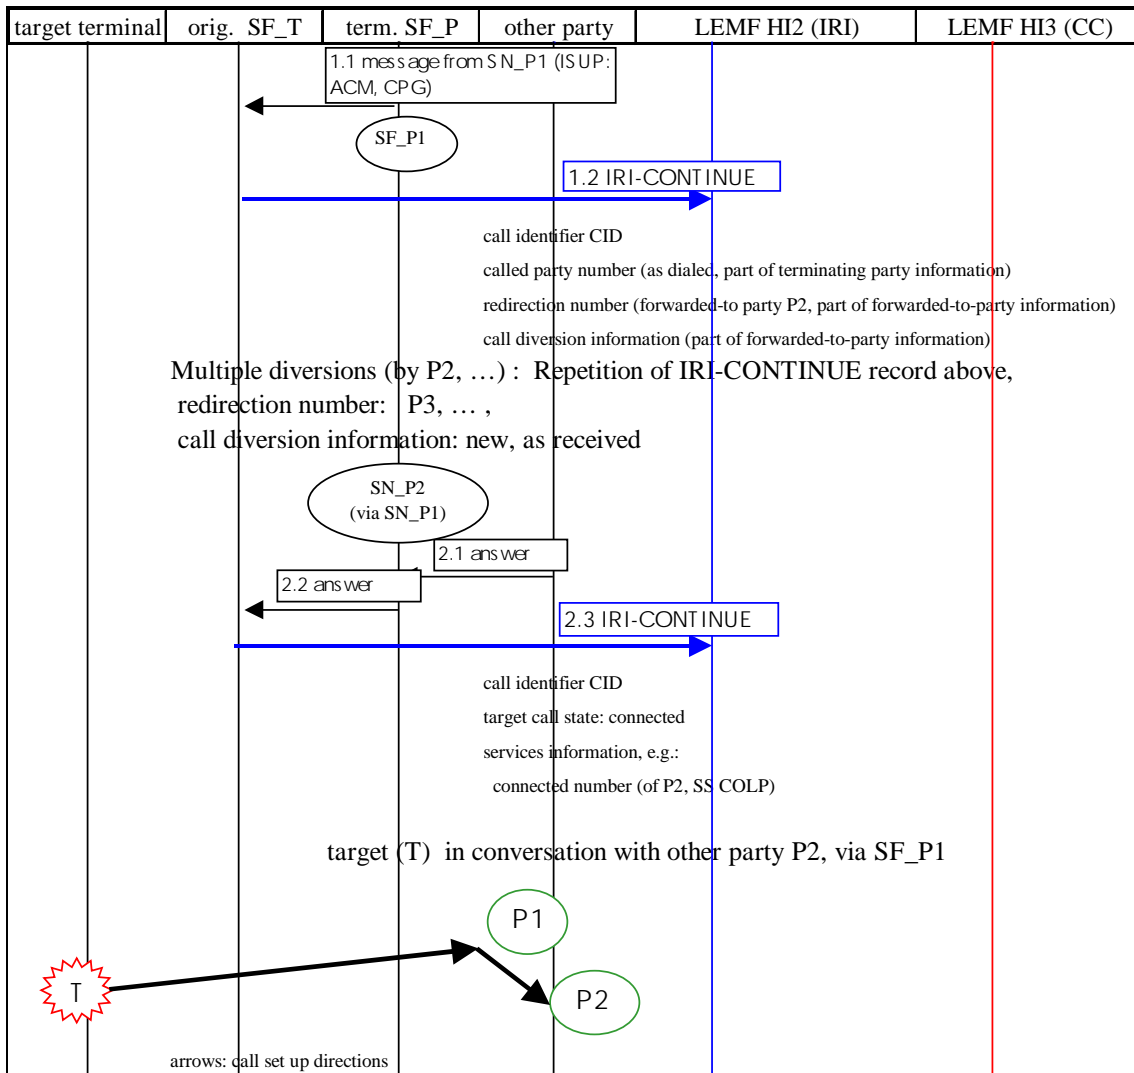 target terminal orig. SF_T term. SF_P other party LEMF HI2 (IRI) LEMF HI3 (CC)
1.1 message from SN_P1 (ISUP:
ACM, CPG)
SF_P1
1.2 IRI-CONTINUE
call identifier CID
called party number (as dialed, part of terminating party information)
redirection number (forwarded-to party P2, part of forwarded-to-party information)
call diversion information (part of forwarded-to-party information)
Multiple diversions (by P2, …) : Repetition of IRI-CONTINUE record above,
redirection number: P3, … ,
call diversion information: new, as received
SN_P2
(via SN_P1)
2.1 answer
2.2 answer
2.3 IRI-CONTINUE
call identifier CID
target call state: connected
services information, e.g.:
connected number (of P2, SS COLP)
target (T) in conversation with other party P2, via SF_P1
P1
T
P2
arrows: call set up directions